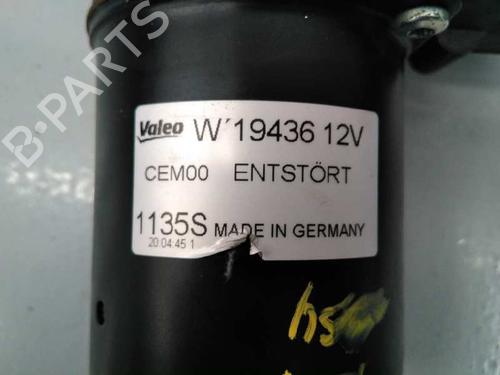 Valeo W´19436 12V
CEM00 ENTSTÖRT
1135S MADE IN GERMANY
20 04 45 1
B-PARTS